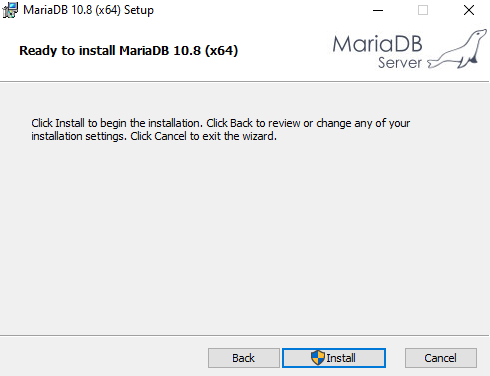 MariaDB 10.8 (x64) Setup
Ready to install MariaDB 10.8 (x64)
MariaDB
Server
Click Install to begin the installation. Click Back to review or change any of your
installation settings. Click Cancel to exit the wizard.
Back
Install
Cancel